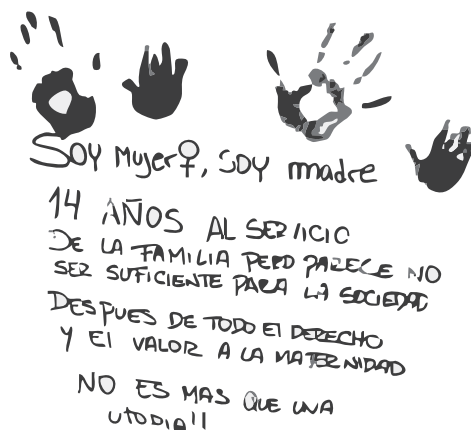 SOY Mujer♀, SOY madre
14 AÑOS AL SERVICIO
DE LA FAMILIA PERO PARECE NO
SER SUFICIENTE PARA LA SOCIEDAD
DESPUES DE TODO El DERECHO
Y El VALOR A LA MATERNIDAD
NO ES MAS QUE UNA
UTOPIA!!